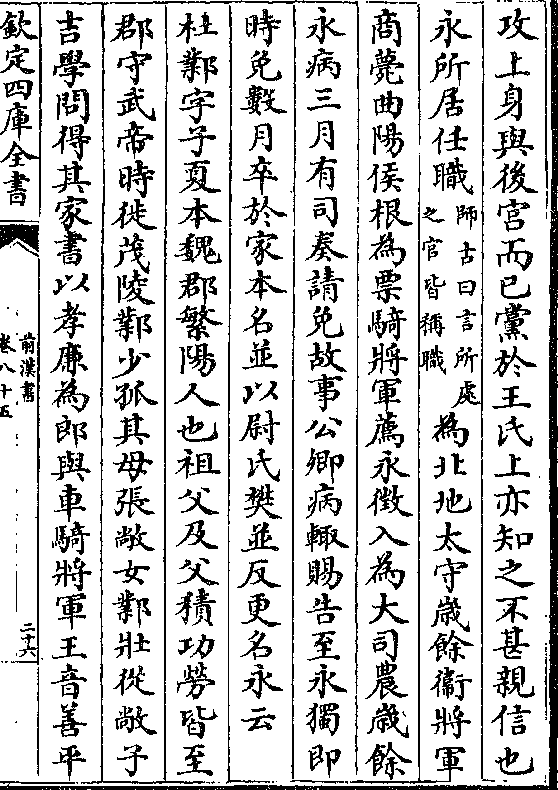 攻上身與後宮而已黨於王氏上亦知之不甚親信也
永所居任職師古曰言所處之官皆稱職為北地太守歲餘衞將軍
商薨曲陽侯根為票騎將軍薦永徵入為大司農歲餘
永病三月有司奏請免故事公卿病輒賜告至永獨即
時免數月卒於家本名並以尉氏樊並反更名永云
杜鄴字子夏本魏郡繁陽人也祖父及父積功勞皆至
郡守武帝時徙茂陵鄴少孤其母張敞女鄴壯從敞子
吉學問得其家書以孝廉為郎與車騎將軍王音善平
欽定四庫全書
前漢書
卷八十五
二十六